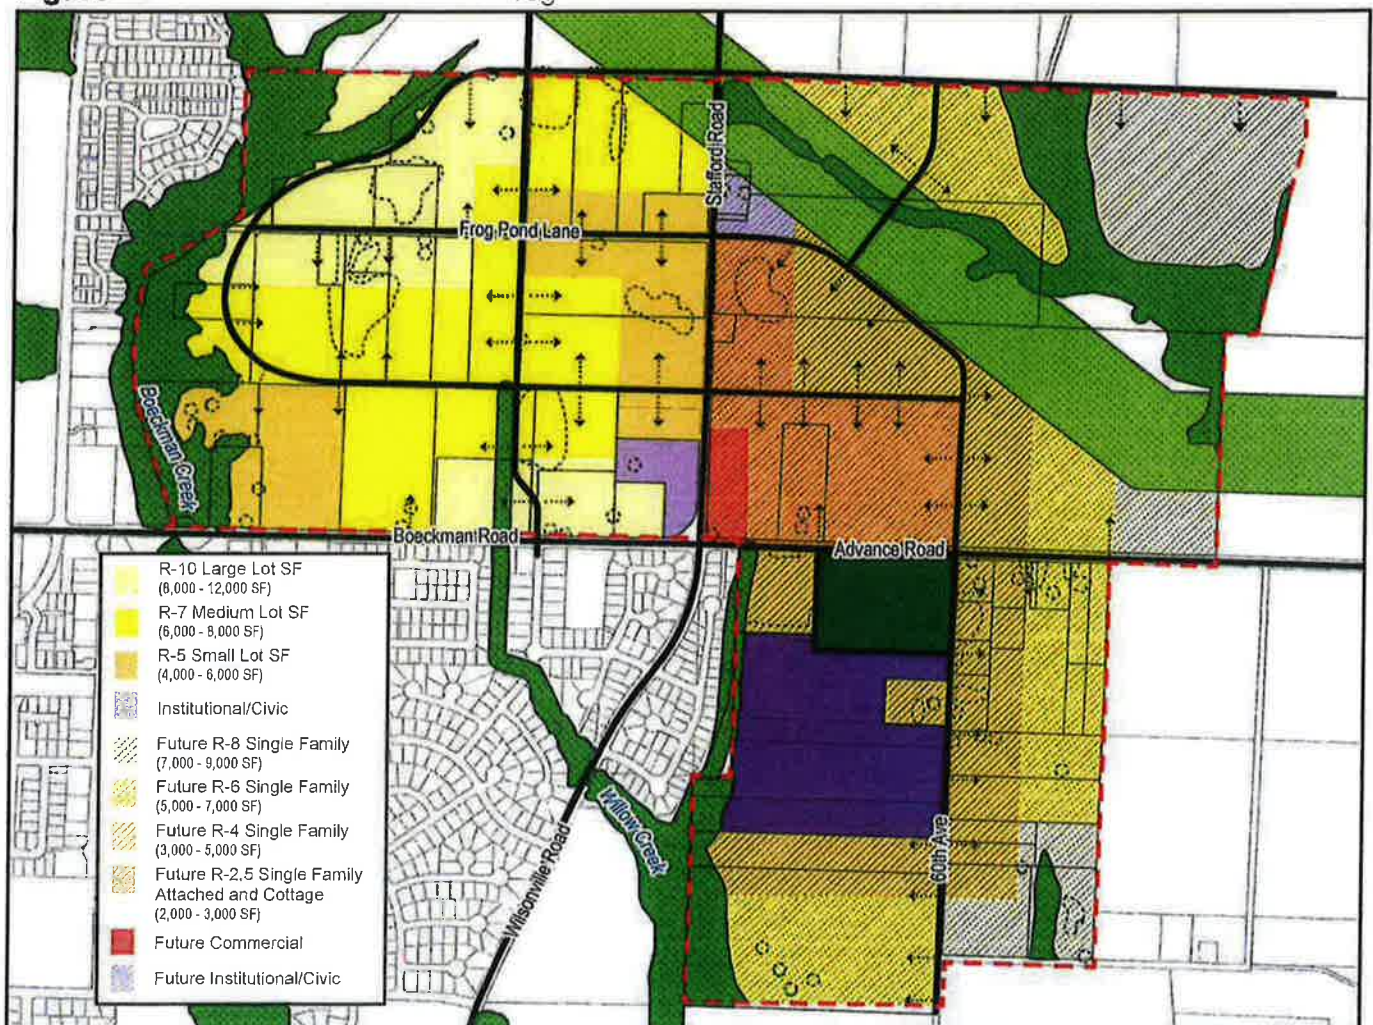 Stafford Road
Frog Pond Lane
Boeckman Creek
Boeckman Road
Advance Road
R-10 Large Lot SF
(8,000 - 12,000 SF)
R-7 Medium Lot SF
(6,000 - 8,000 SF)
R-5 Small Lot SF
(4,000 - 6,000 SF)
Institutional/Civic
Future R-8 Single Family
(7,000 - 9,000 SF)
Future R-6 Single Family
(5,000 - 7,000 SF)
Future R-4 Single Family
(3,000 - 5,000 SF)
Future R-2.5 Single Family
Attached and Cottage
(2,000 - 3,000 SF)
Future Commercial
Future Institutional/Civic
Willow Creek
Wilsonville Road
60th Ave